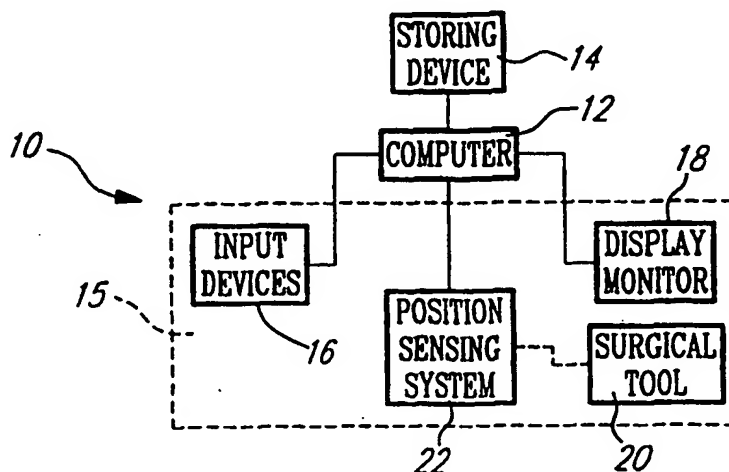 STORING
DEVICE
14
12
COMPUTER
10
18
INPUT
DEVICES
DISPLAY
MONITOR
15
16
POSITION
SENSING
SYSTEM
SURGICAL
TOOL
22
20